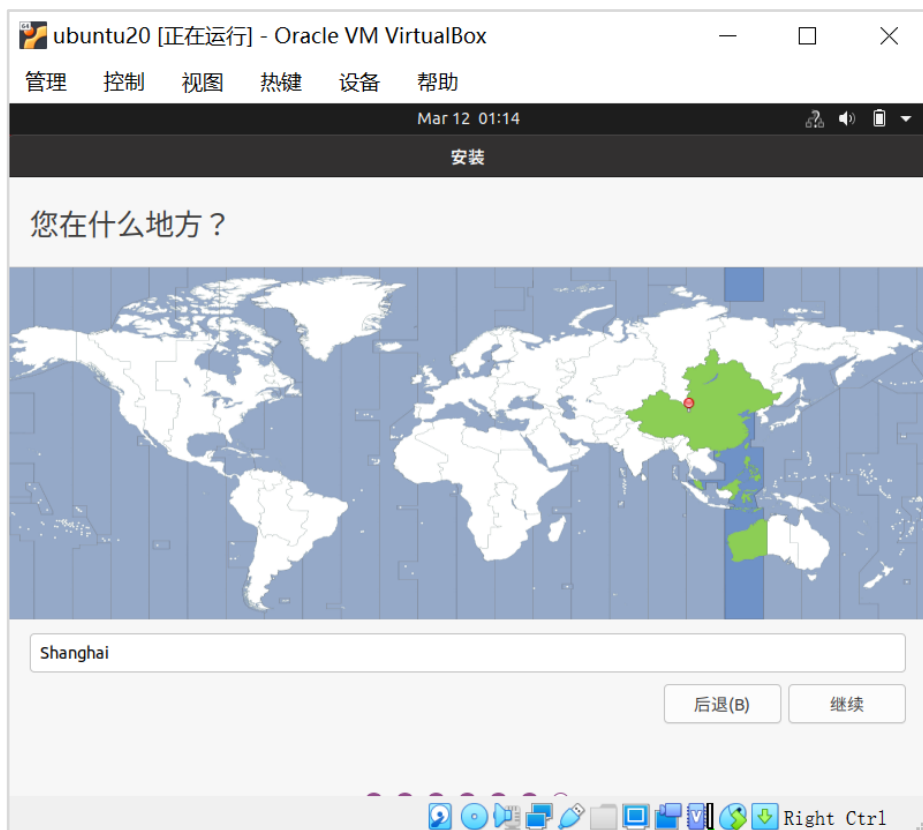 ubuntu20 [正在运行] - Oracle VM VirtualBox
管理 控制 视图 热键 设备 帮助
Mar 12 01:14
安装
您在什么地方？
Shanghai
后退(B) 继续
Right Ctrl